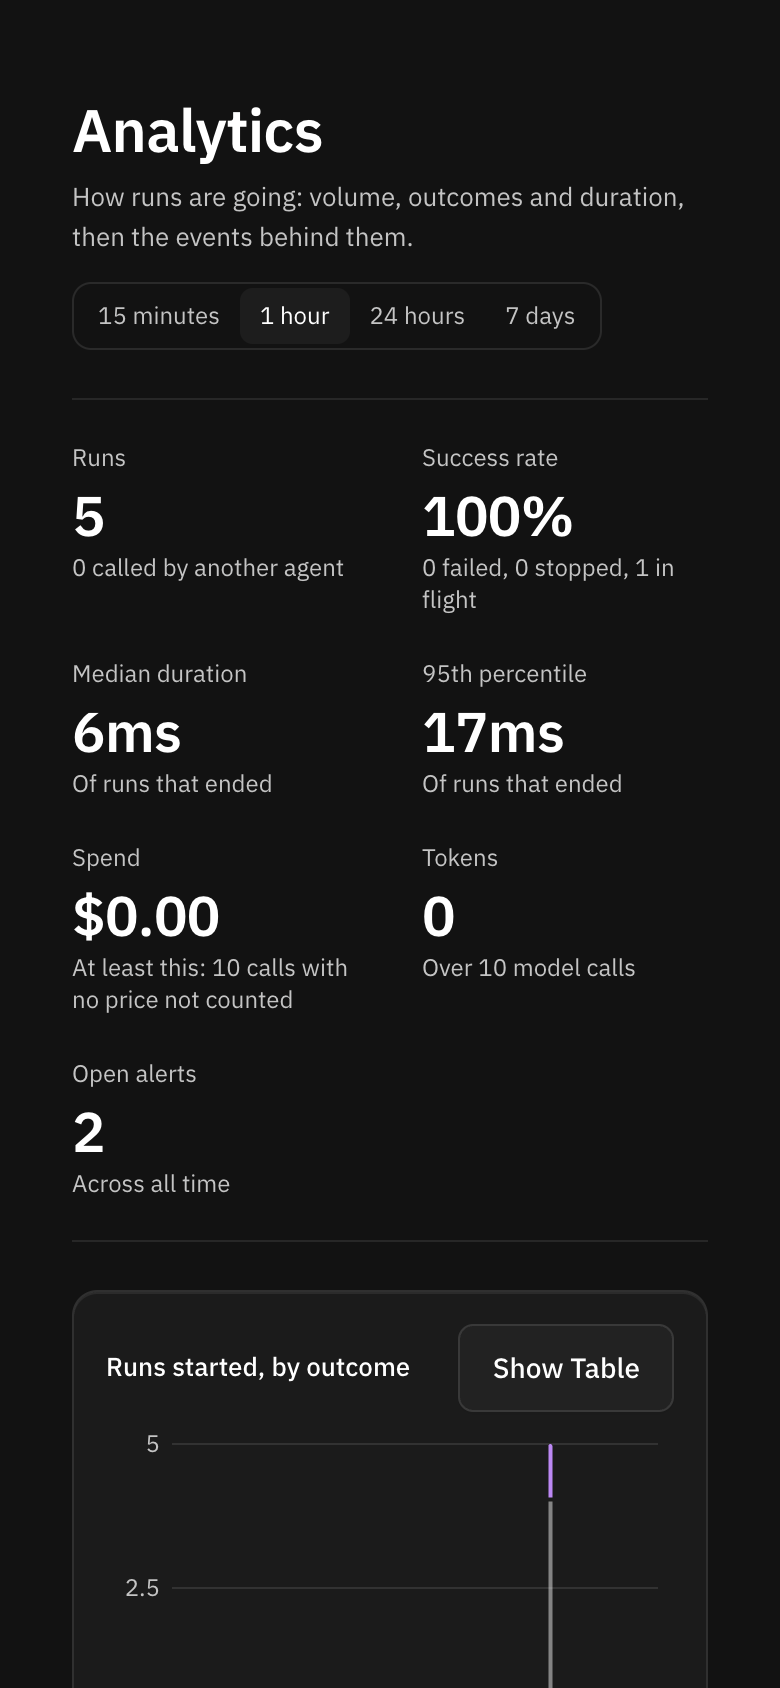 Analytics
How runs are going: volume, outcomes and duration,
then the events behind them.
15 minutes
1 hour
24 hours
7 days
Runs
5
0 called by another agent
Success rate
100%
0 failed, 0 stopped, 1 in
flight
Median duration
6ms
Of runs that ended
95th percentile
17ms
Of runs that ended
Spend
$0.00
At least this: 10 calls with
no price not counted
Tokens
0
Over 10 model calls
Open alerts
2
Across all time
Runs started, by outcome
Show Table
5
2.5